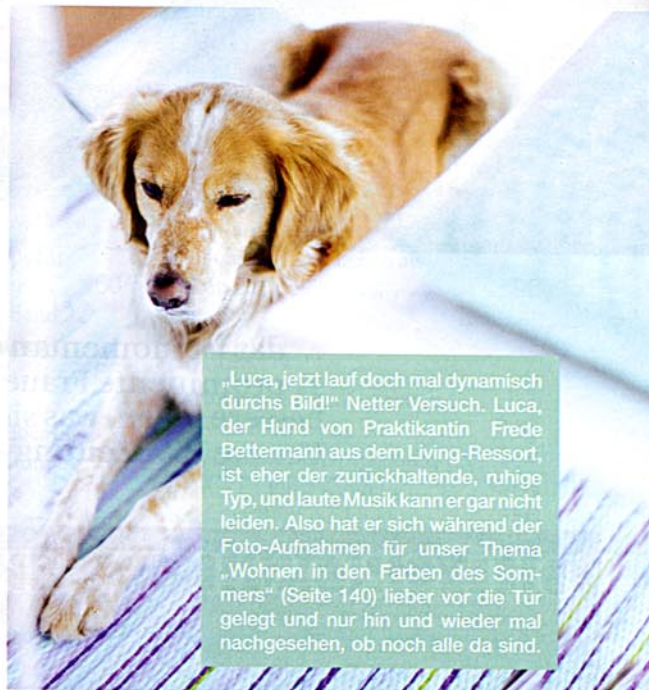 „Luca, jetzt lauf doch mal dynamisch
durchs Bild!“ Netter Versuch. Luca,
der Hund von Praktikantin Frede
Bettermann aus dem Living-Ressort,
ist eher der zurückhaltende, ruhige
Typ, und laute Musik kann er gar nicht
leiden. Also hat er sich während der
Foto-Aufnahmen für unser Thema
„Wohnen in den Farben des Som-
mers“ (Seite 140) lieber vor die Tür
gelegt und nur hin und wieder mal
nachgesehen, ob noch alle da sind.